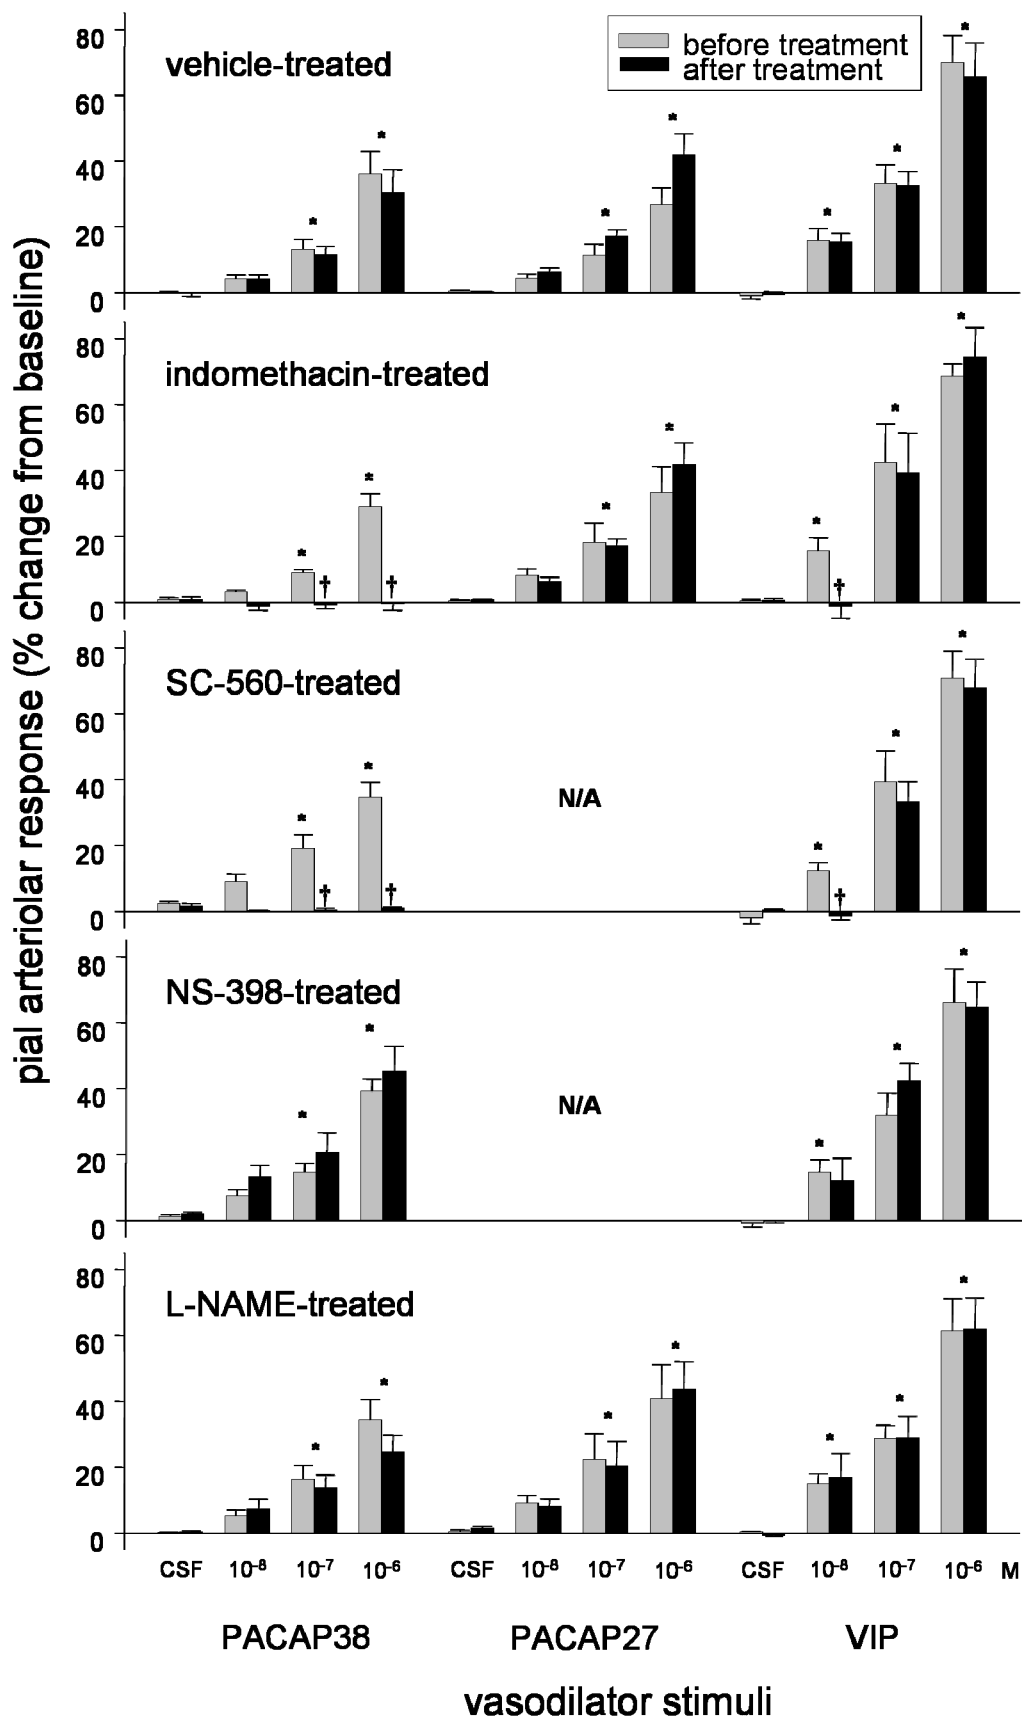 before treatment
after treatment
vehicle-treated
80
60
40
20
0
* * * * * * *
indomethacin-treated
80
60
40
20
0
* * * * * * *
† † †
SC-560-treated
80
60
40
20
0
* * * * *
† † †
N/A
NS-398-treated
80
60
40
20
0
* * * * *
N/A
L-NAME-treated
80
60
40
20
0
* * * * * * *
pial arteriolar response (% change from baseline)
CSF 10⁻⁸ 10⁻⁷ 10⁻⁶ CSF 10⁻⁸ 10⁻⁷ 10⁻⁶ CSF 10⁻⁸ 10⁻⁷ 10⁻⁶ M
PACAP38 PACAP27 VIP
vasodilator stimuli